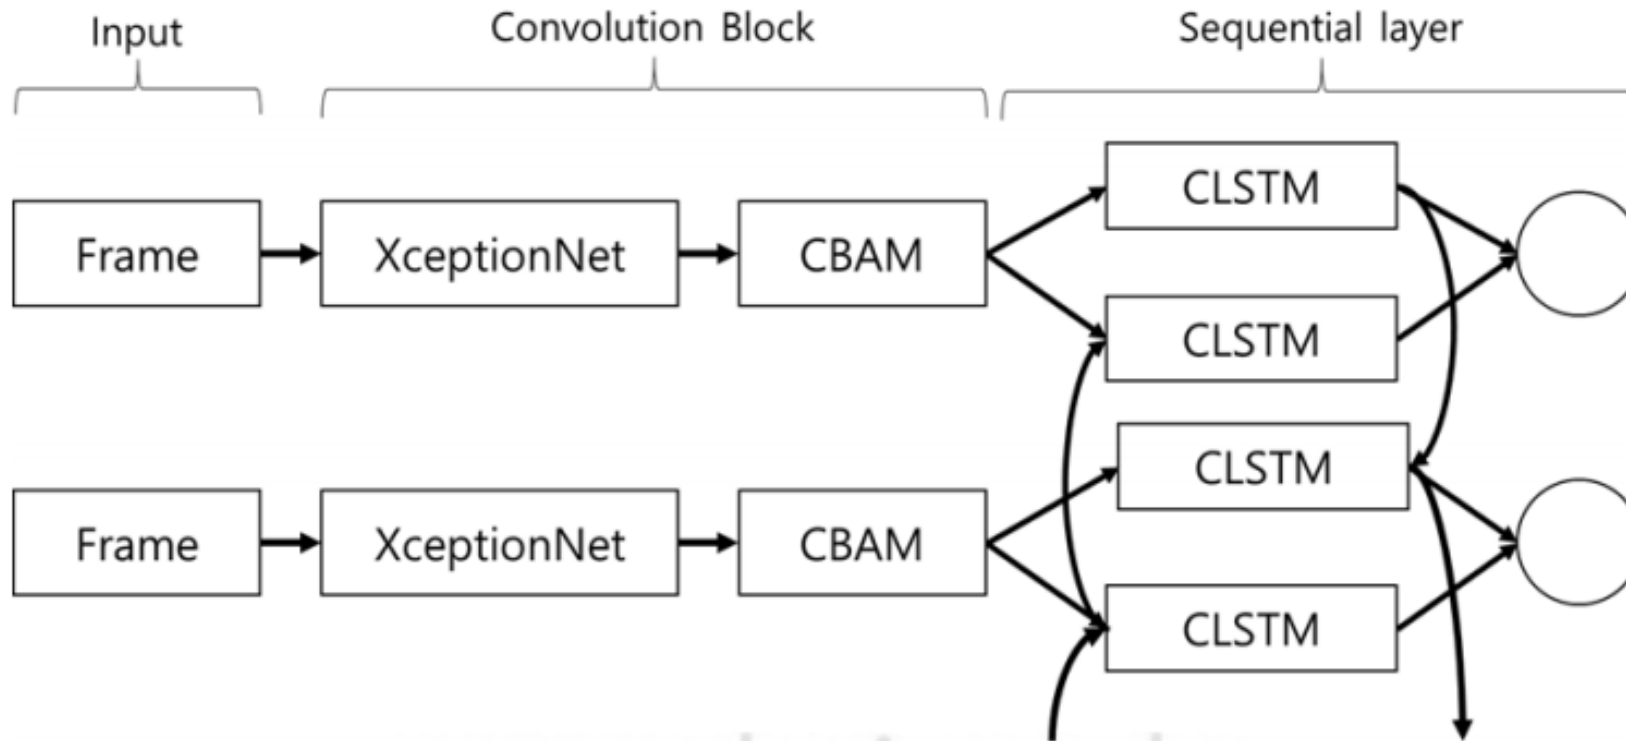 Input
Convolution Block
Sequential layer
CLSTM
Frame
XceptionNet
CBAM
CLSTM
CLSTM
Frame
XceptionNet
CBAM
CLSTM